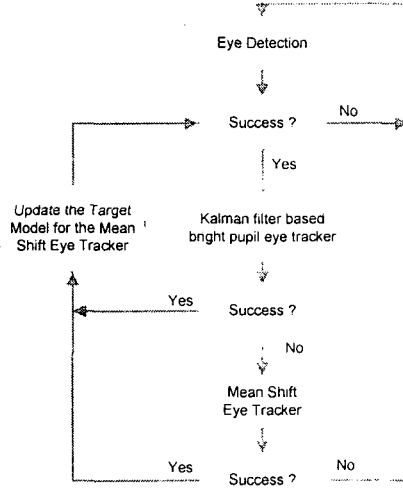 Eye Detection
Success ?
No
Yes
Update the Target
Model for the Mean
Shift Eye Tracker
Kalman filter based
bright pupil eye tracker
Yes
Success ?
No
Mean Shift
Eye Tracker
Yes
Success ?
No